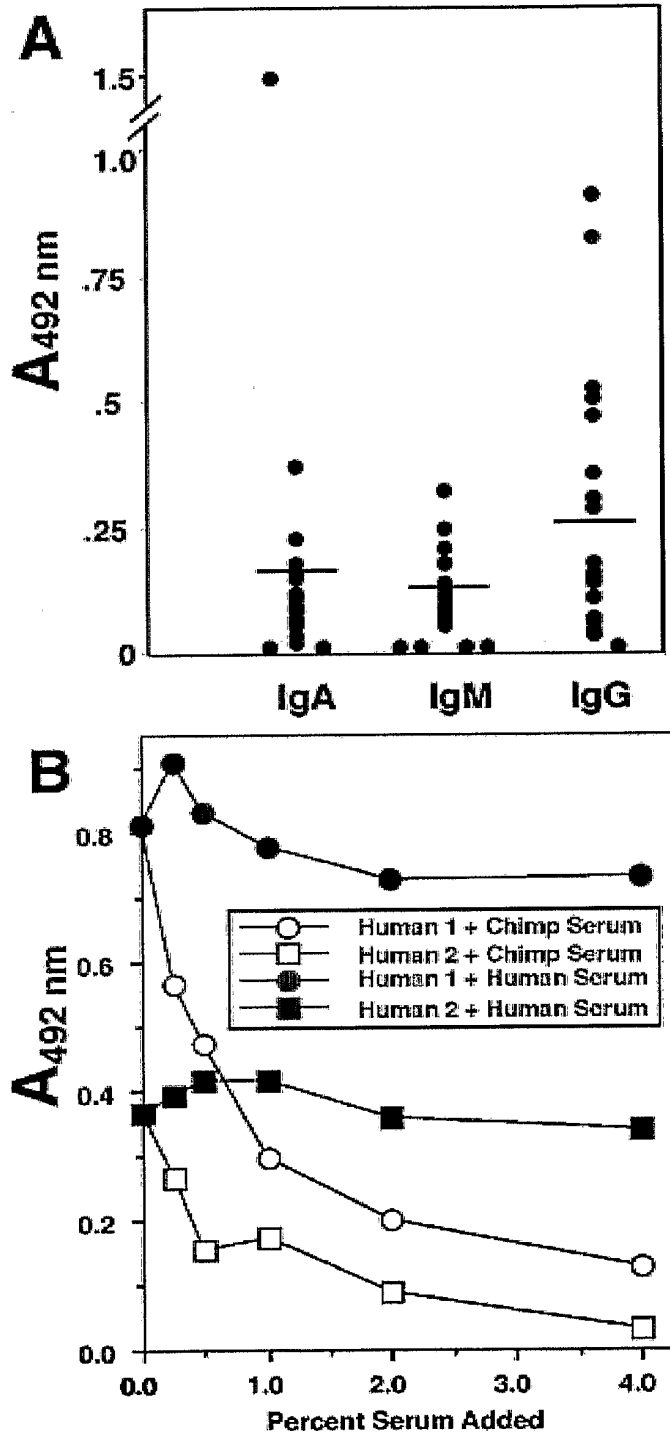 A
1.5
1.0
.75
.5
.25
0
A492 nm
IgA IgM IgG
B
0.8
0.6
0.4
0.2
0.0
A492 nm
Human 1 + Chimp Serum
Human 2 + Chimp Serum
Human 1 + Human Serum
Human 2 + Human Serum
0.0 1.0 2.0 3.0 4.0
Percent Serum Added